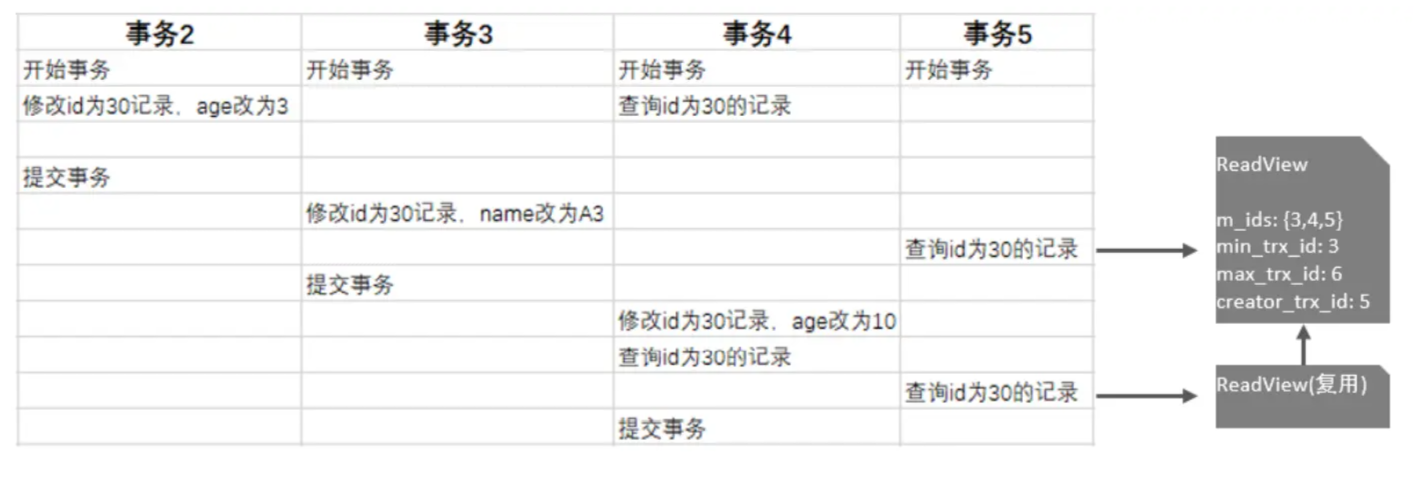 事务2 事务3 事务4 事务5
开始事务 开始事务 开始事务 开始事务
修改id为30记录，age改为3 查询id为30的记录
提交事务
修改id为30记录，name改为A3
查询id为30的记录
提交事务
修改id为30记录，age改为10
查询id为30的记录
查询id为30的记录
提交事务
ReadView
m_ids: {3,4,5}
min_trx_id: 3
max_trx_id: 6
creator_trx_id: 5
ReadView(复用)